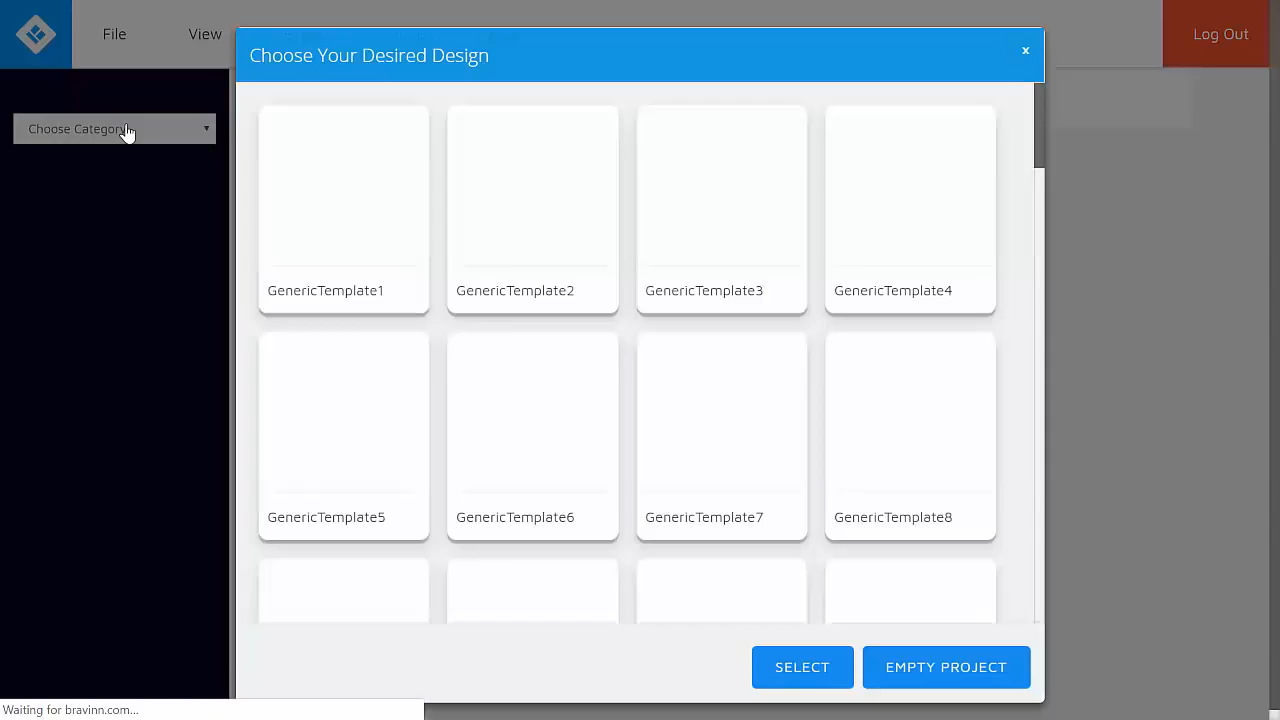 File
View
Log Out
Choose Your Desired Design
x
Choose Category
GenericTemplate1
GenericTemplate2
GenericTemplate3
GenericTemplate4
GenericTemplate5
GenericTemplate6
GenericTemplate7
GenericTemplate8
SELECT
EMPTY PROJECT
Waiting for bravinn.com...